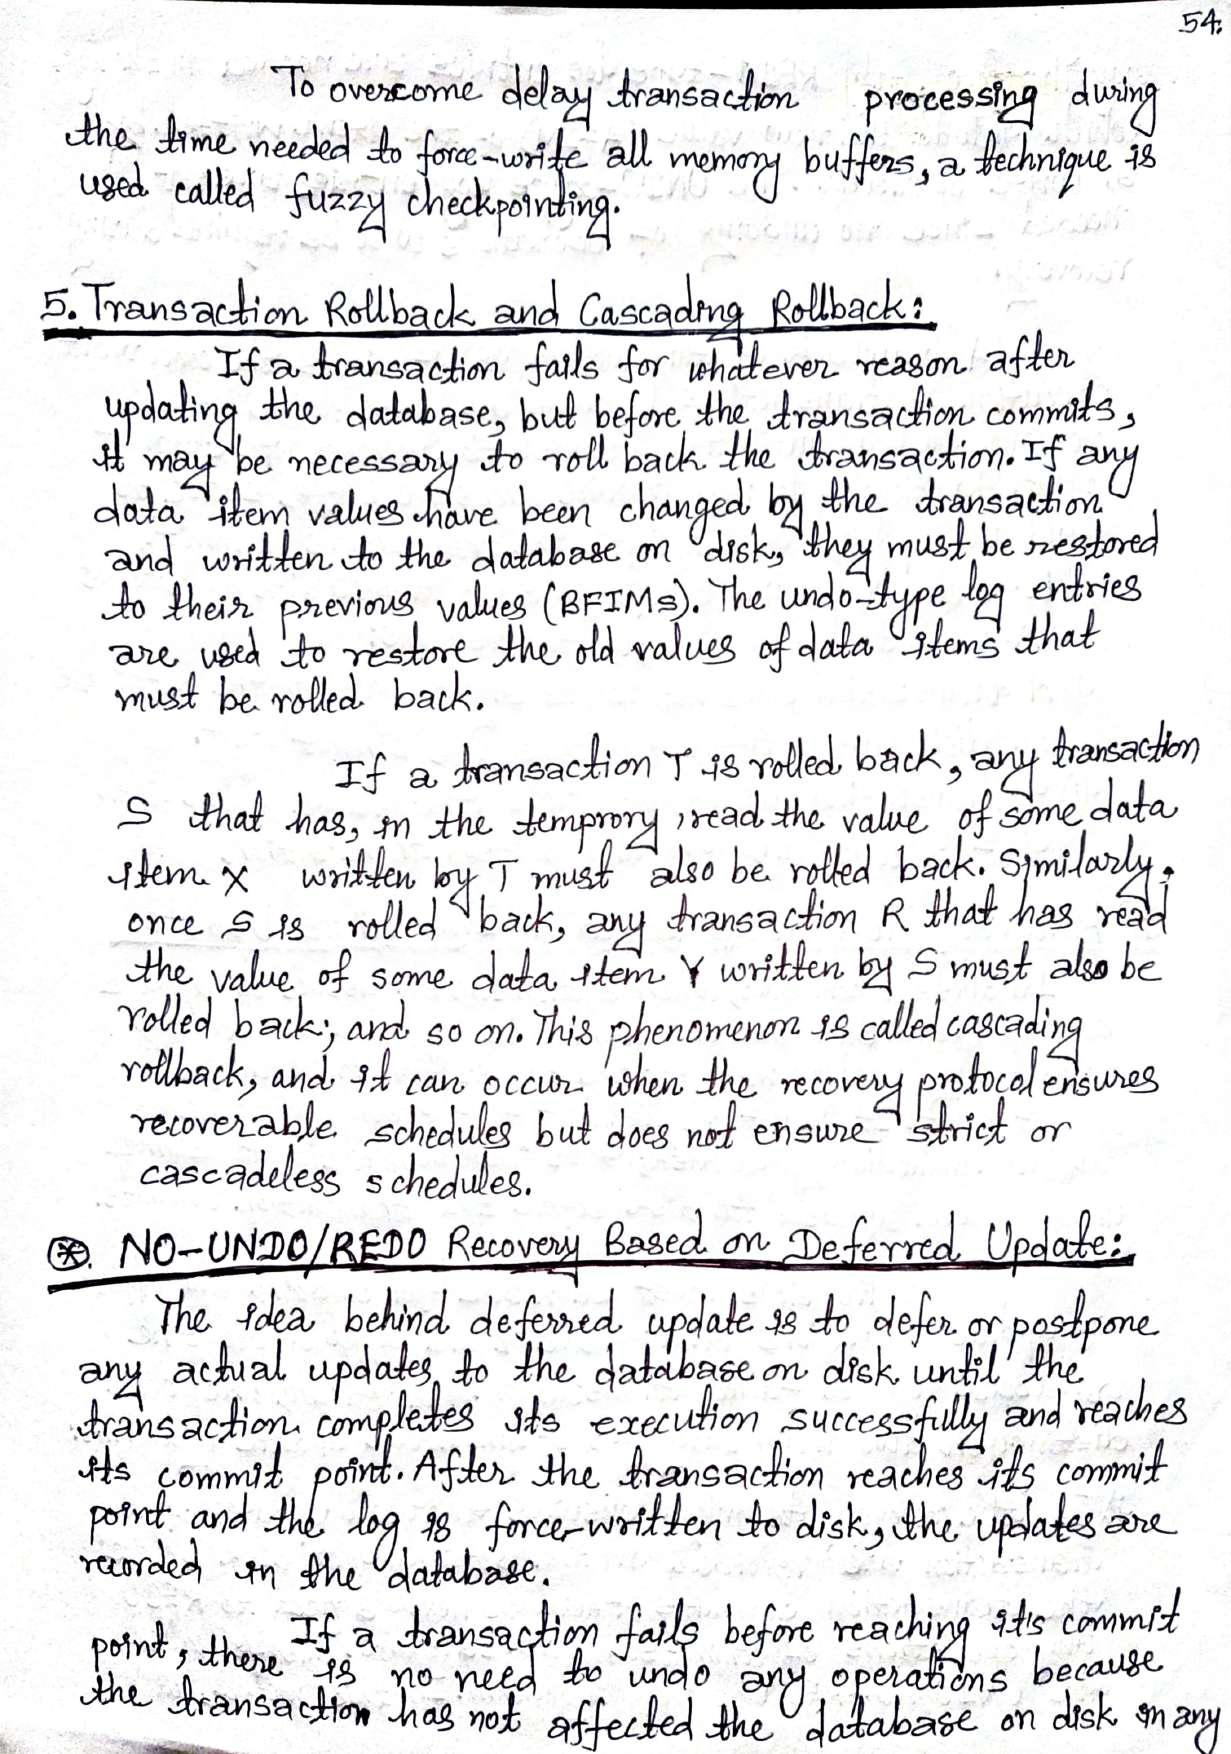 54.
To overcome delay transaction processing during
the time needed to force-write all memory buffers, a technique is
used called fuzzy checkpointing.
5. Transaction Rollback and Cascading Rollback:
If a transaction fails for whatever reason after
updating the database, but before the transaction commits,
it may be necessary to roll back the transaction. If any
data item values have been changed by the transaction
and written to the database on disk, they must be restored
to their previous values (BFIMs). The undo-type log entries
are used to restore the old values of data items that
must be rolled back.
If a transaction T is rolled back, any transaction
S that has, in the temprory, read the value of some data
item X written by T must also be rolled back. Similarly,
once S is rolled back, any transaction R that has read
the value of some data item Y written by S must also be
rolled back; and so on. This phenomenon is called cascading
rollback, and it can occur when the recovery protocol ensures
recoverable schedules but does not ensure strict or
cascadeless schedules.
⊛. NO-UNDO/REDO Recovery Based on Deferred Update:
The idea behind deferred update is to defer or postpone
any actual updates to the database on disk until the
transaction completes its execution successfully and reaches
its commit point. After the transaction reaches its commit
point and the log is force-written to disk, the updates are
recorded in the database.
If a transaction fails before reaching it's commit
point, there is no need to undo any operations because
the transaction has not affected the database on disk in any